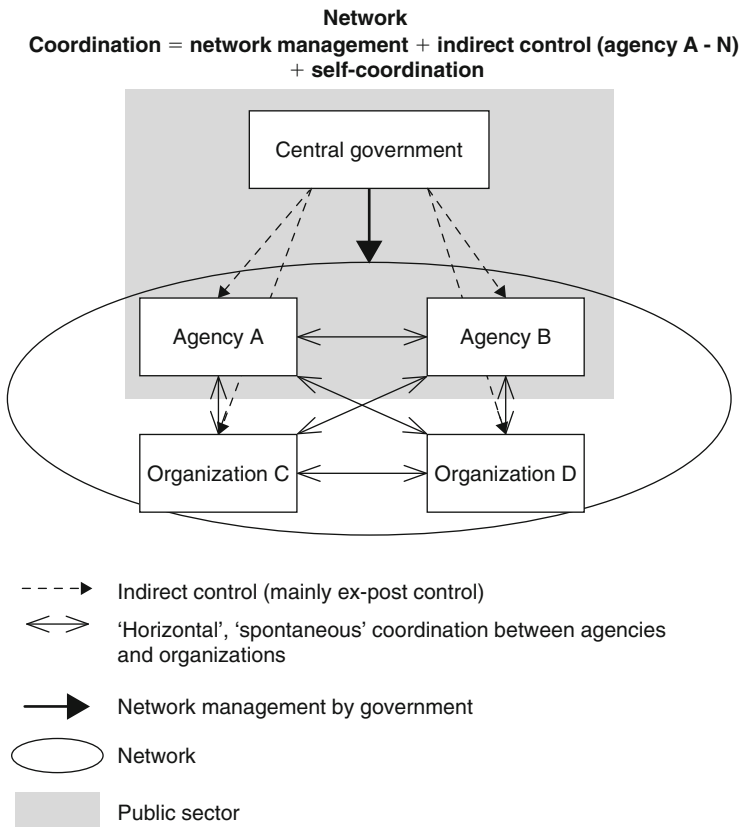 Network
Coordination = network management + indirect control (agency A - N)
+ self-coordination
Central government
Agency A
Agency B
Organization C
Organization D
Indirect control (mainly ex-post control)
‘Horizontal’, ‘spontaneous’ coordination between agencies
and organizations
Network management by government
Network
Public sector